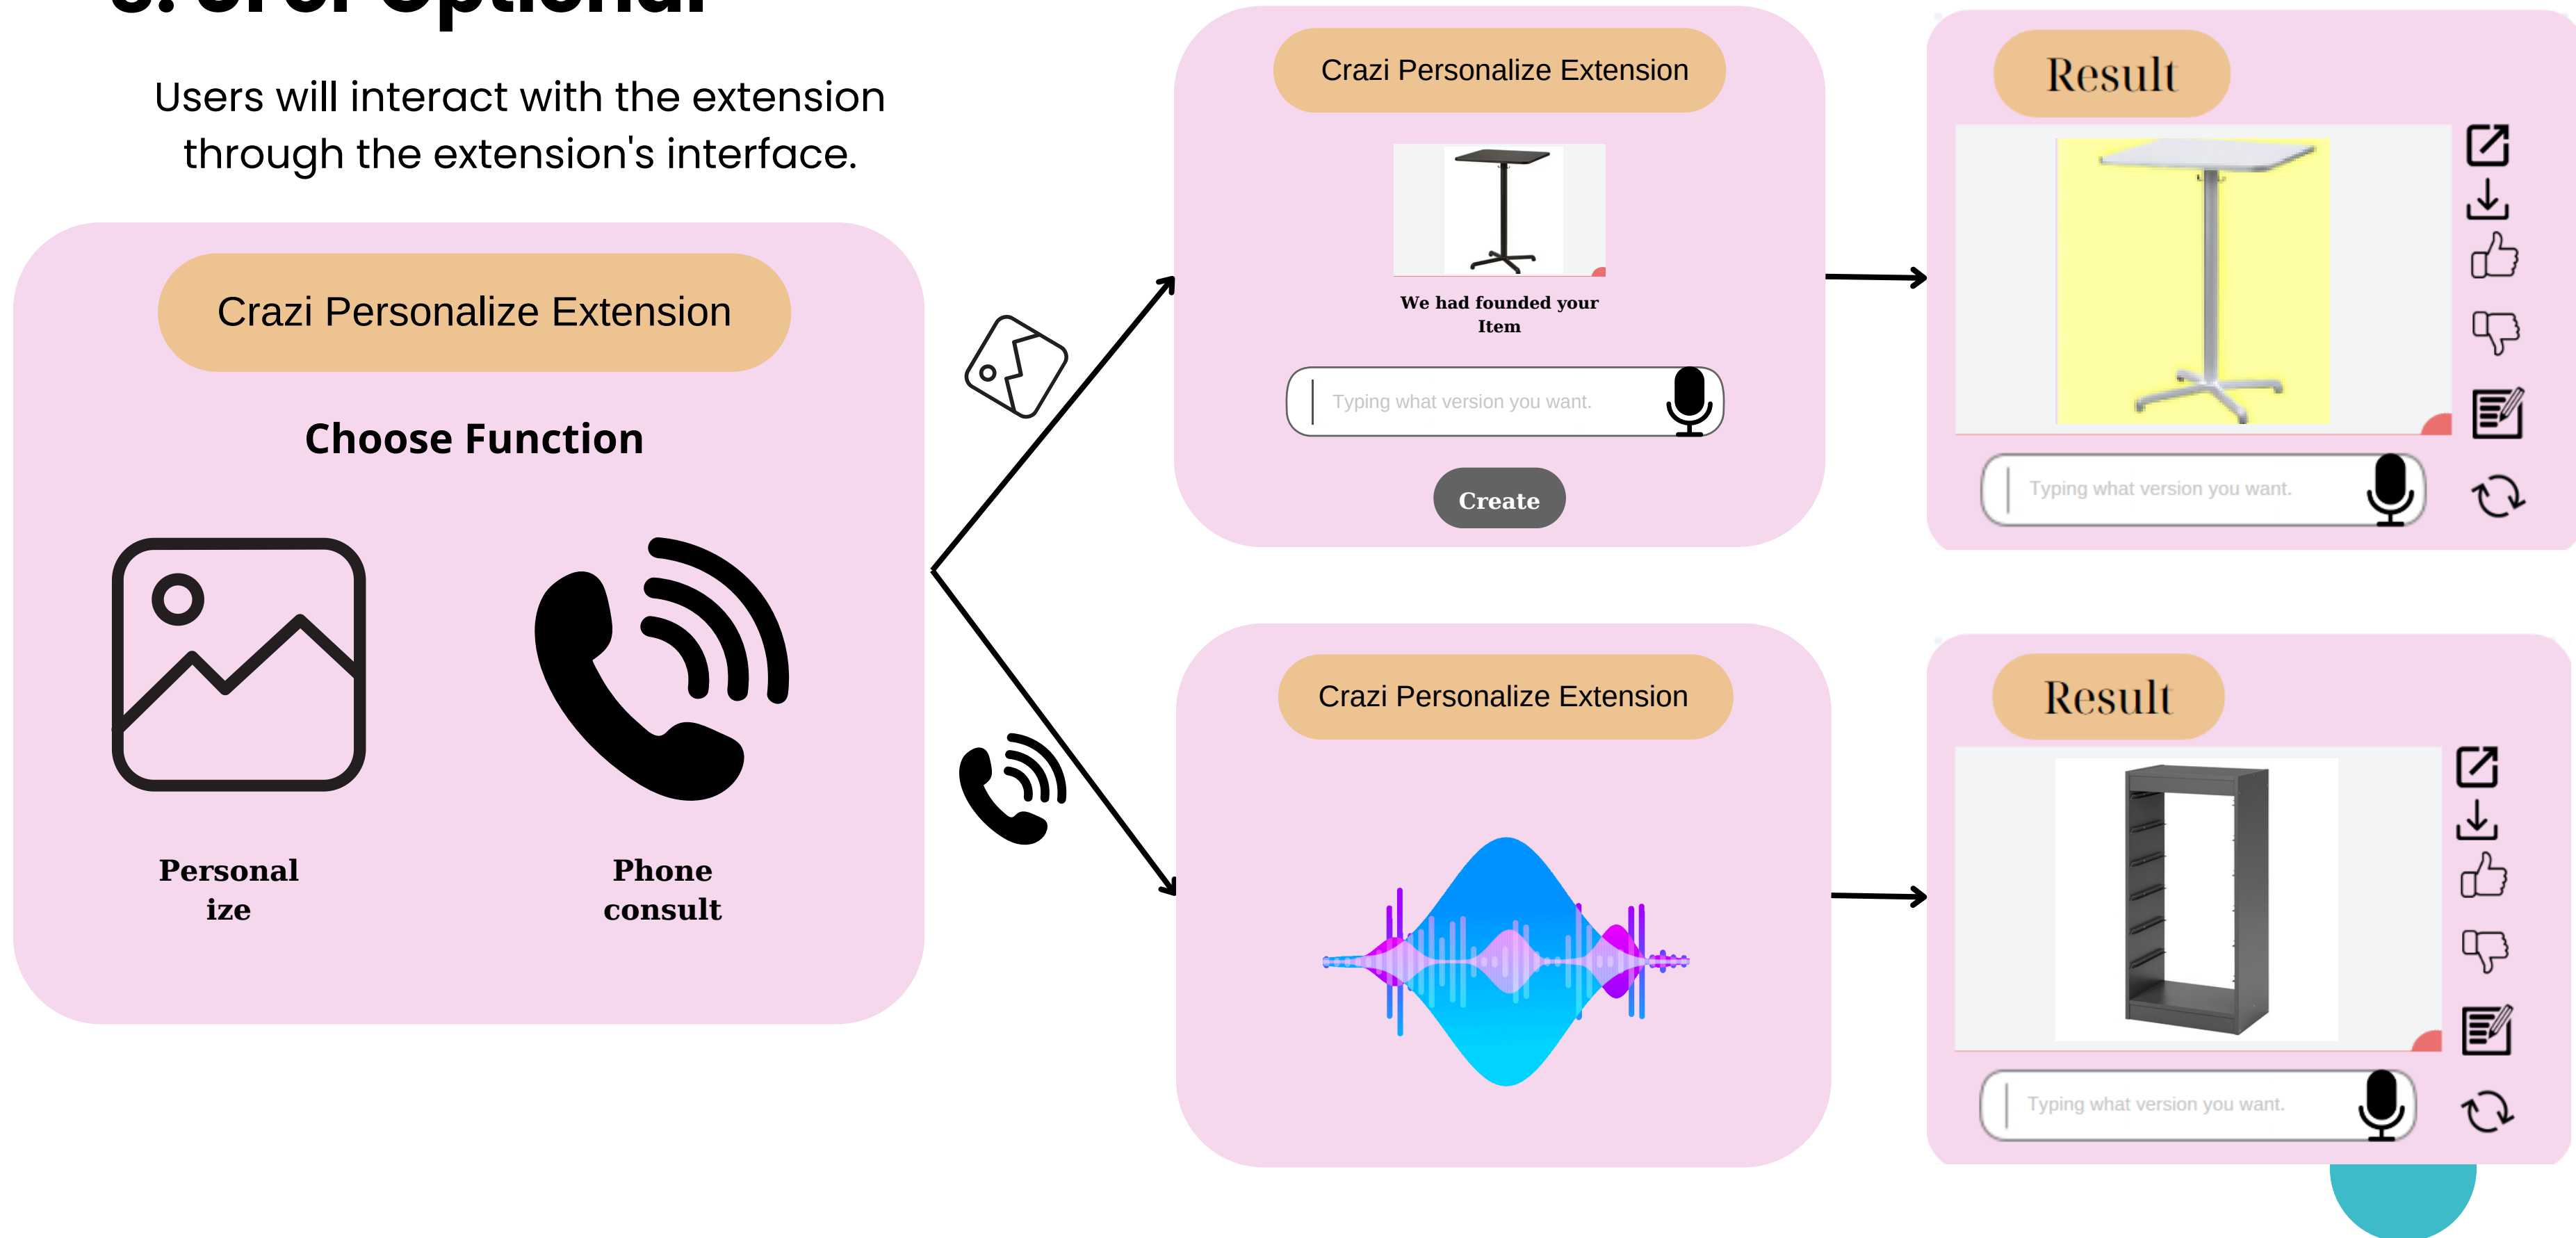 Users will interact with the extension
through the extension's interface.
Crazi Personalize Extension
Choose Function
Personal
ize
Phone
consult
Crazi Personalize Extension
We had founded your
Item
Typing what version you want.
Create
Result
Typing what version you want.
Crazi Personalize Extension
Result
Typing what version you want.